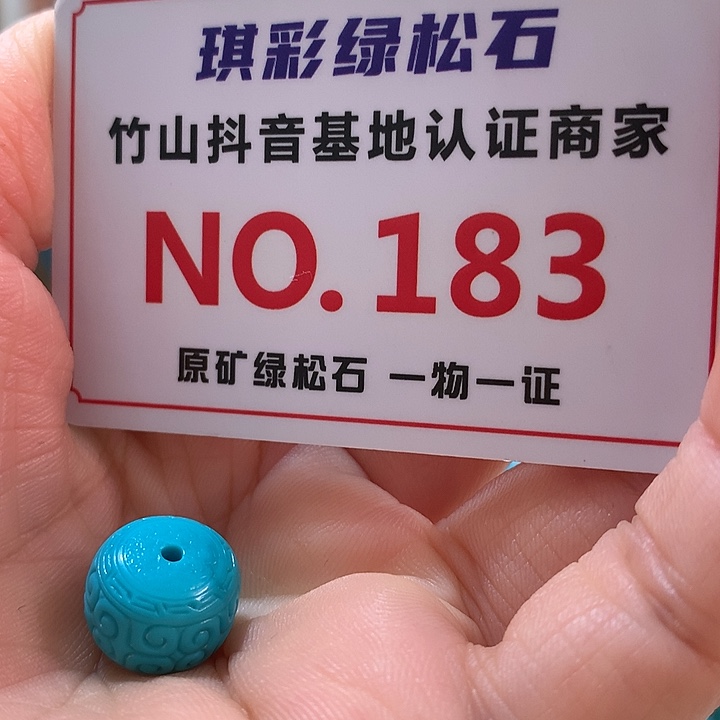 琪彩绿松石
竹山抖音基地认证商家
NO.183
原矿绿松石 一物一证